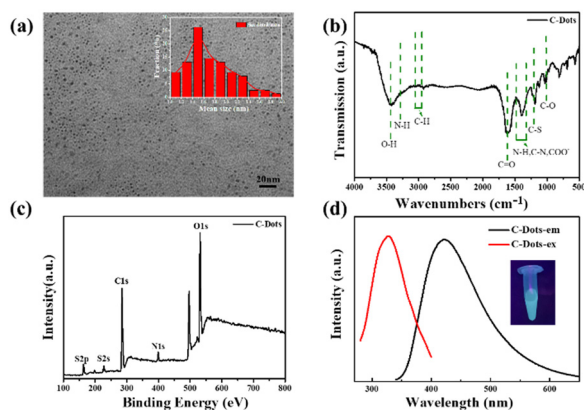 (a)
Fraction (%)
Mean size (nm)
20nm
(b)
C-Dots
Transmission (a.u.)
O-H
N-H
C-H
C=O
C-S
N-H,C-N,COO⁻
C-O
4000 3500 3000 2500 2000 1500 1000 500
Wavenumbers (cm⁻¹)
(c)
C-Dots
Intensity(a.u.)
S2p
S2s
C1s
N1s
O1s
100 200 300 400 500 600 700 800
Binding Energy (eV)
(d)
C-Dots-em
C-Dots-ex
Intensity(a.u.)
300 400 500 600
Wavelength (nm)